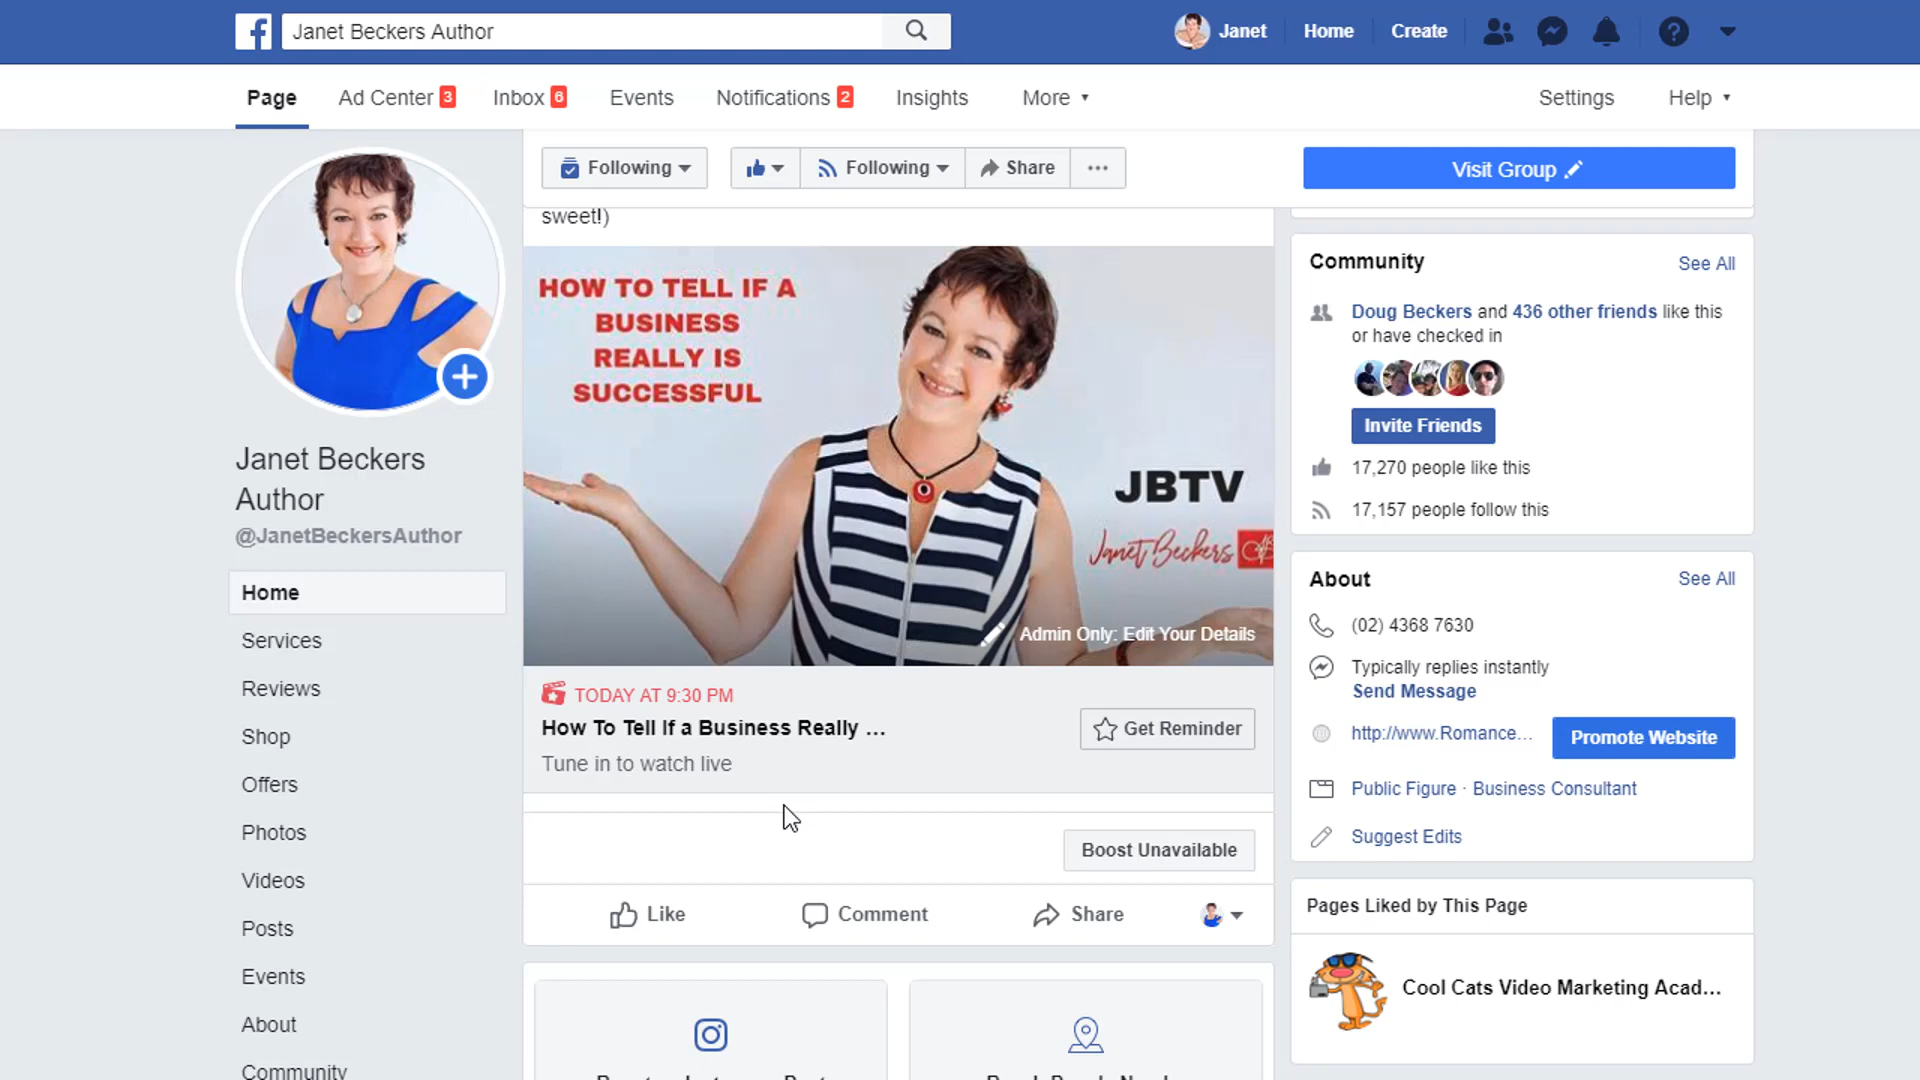 Janet Beckers Author
Janet
Home
Create
Page
Ad Center 3
Inbox 6
Events
Notifications 2
Insights
More
Settings
Help
Following
Following
Share
Visit Group
sweet!)
HOW TO TELL IF A
BUSINESS
REALLY IS
SUCCESSFUL
JBTV
Janet Beckers
Admin Only: Edit Your Details
TODAY AT 9:30 PM
How To Tell If a Business Really ...
Tune in to watch live
Get Reminder
Boost Unavailable
Like
Comment
Share
Janet Beckers
Author
@JanetBeckersAuthor
Home
Services
Reviews
Shop
Offers
Photos
Videos
Posts
Events
About
Community
Community
See All
Doug Beckers and 436 other friends like this
or have checked in
Invite Friends
17,270 people like this
17,157 people follow this
About
See All
(02) 4368 7630
Typically replies instantly
Send Message
http://www.Romance...
Promote Website
Public Figure · Business Consultant
Suggest Edits
Pages Liked by This Page
Cool Cats Video Marketing Acad...